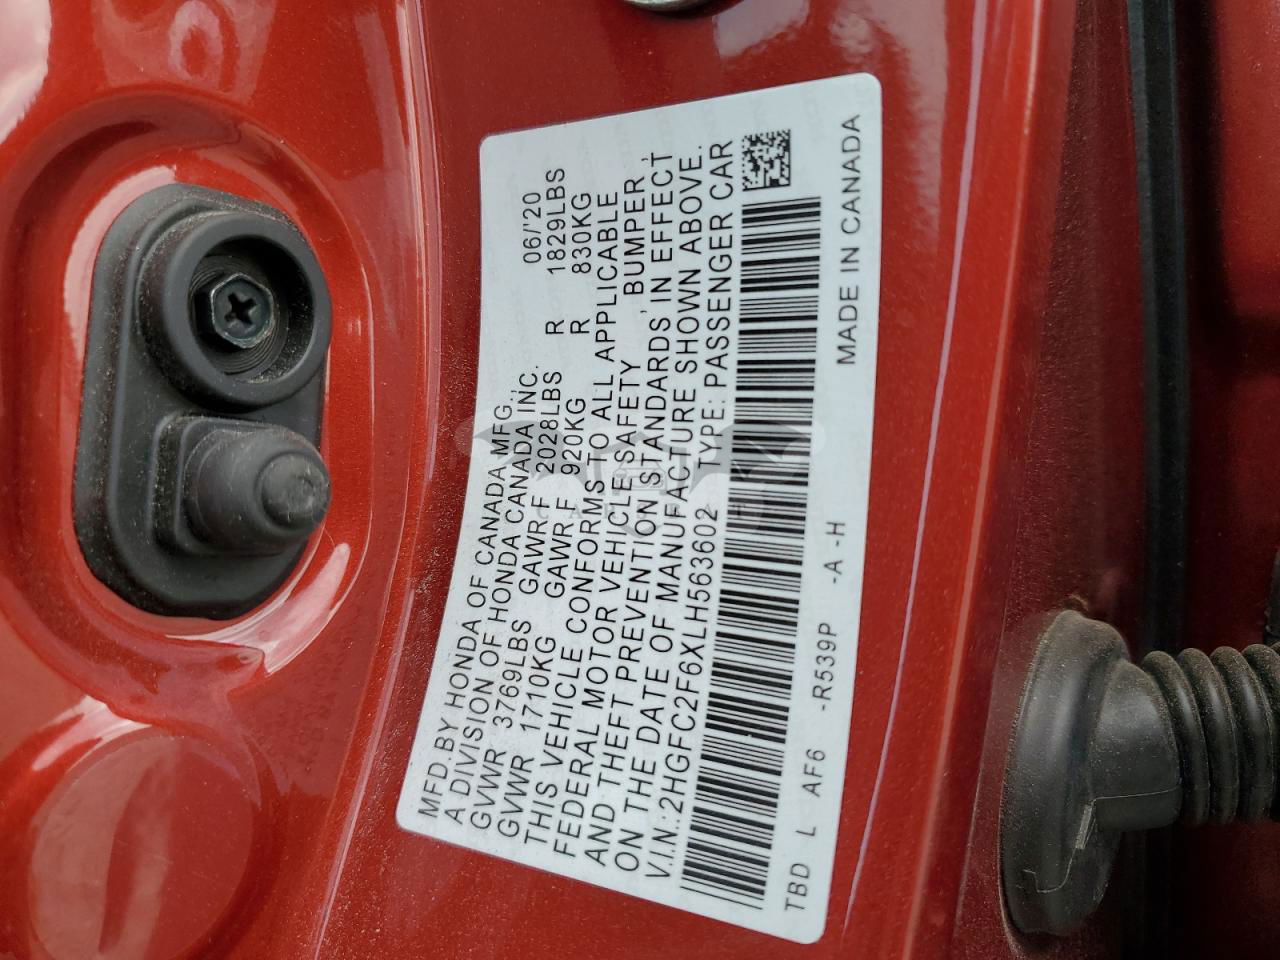 MFD.BY HONDA OF CANADA MFG.,
A DIVISION OF HONDA CANADA INC. 06/'20
GVWR 3769LBS GAWR F 2028LBS R 1829LBS
GVWR 1710KG GAWR F 920KG R 830KG
THIS VEHICLE CONFORMS TO ALL APPLICABLE
FEDERAL MOTOR VEHICLE SAFETY , BUMPER ,
AND THEFT PREVENTION STANDARDS IN EFFECT
ON THE DATE OF MANUFACTURE SHOWN ABOVE.
V.I.N.:2HGFC2F6XLH563602 TYPE: PASSENGER CAR
TBD L AF6 -R539P -A -H MADE IN CANADA